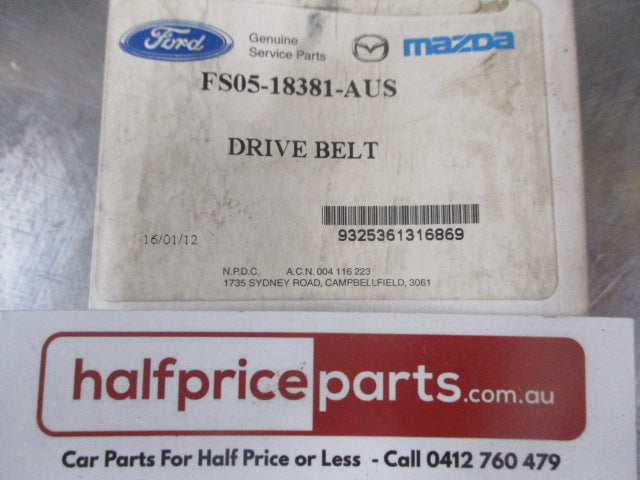 Ford Genuine Service Parts mazda
FS05-18381-AUS
DRIVE BELT
16/01/12
9325361316869
N.P.D.C. A.C.N. 004 116 223
1735 SYDNEY ROAD, CAMPBELLFIELD, 3061
halfpriceparts.com.au
Car Parts For Half Price or Less - Call 0412 760 479